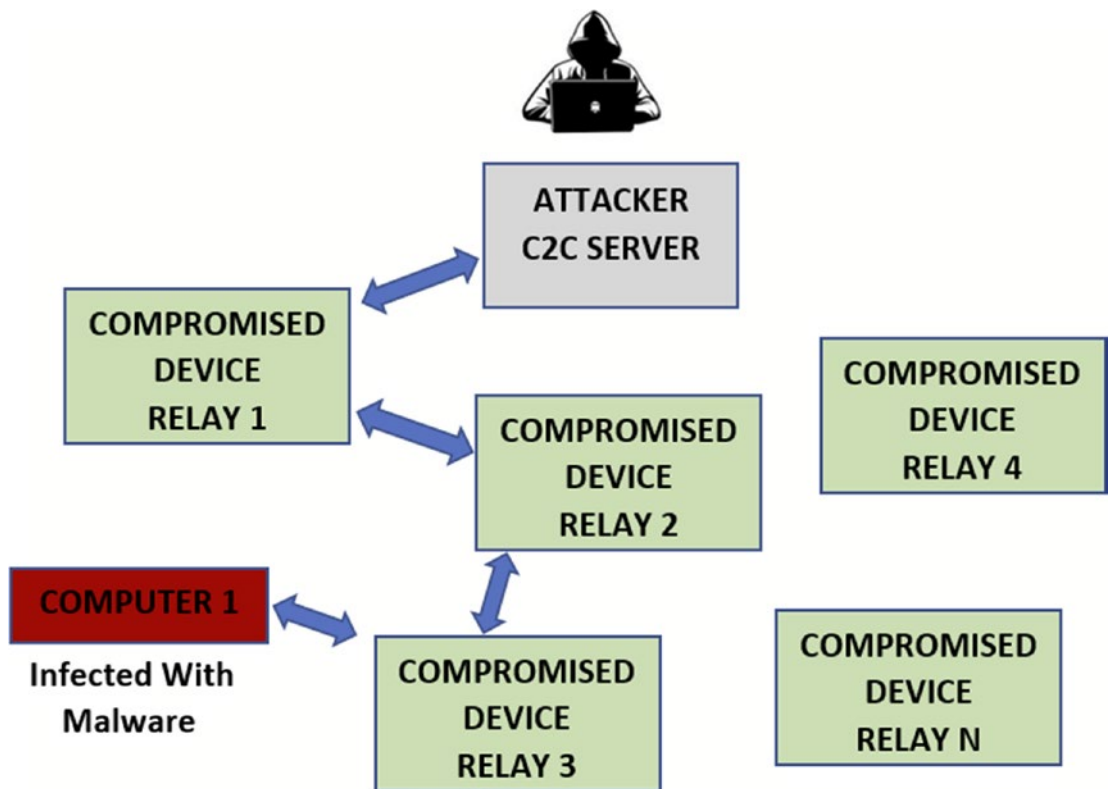 ATTACKER
C2C SERVER
COMPROMISED
DEVICE
RELAY 1
COMPROMISED
DEVICE
RELAY 4
COMPROMISED
DEVICE
RELAY 2
COMPUTER 1
Infected With
Malware
COMPROMISED
DEVICE
RELAY 3
COMPROMISED
DEVICE
RELAY N